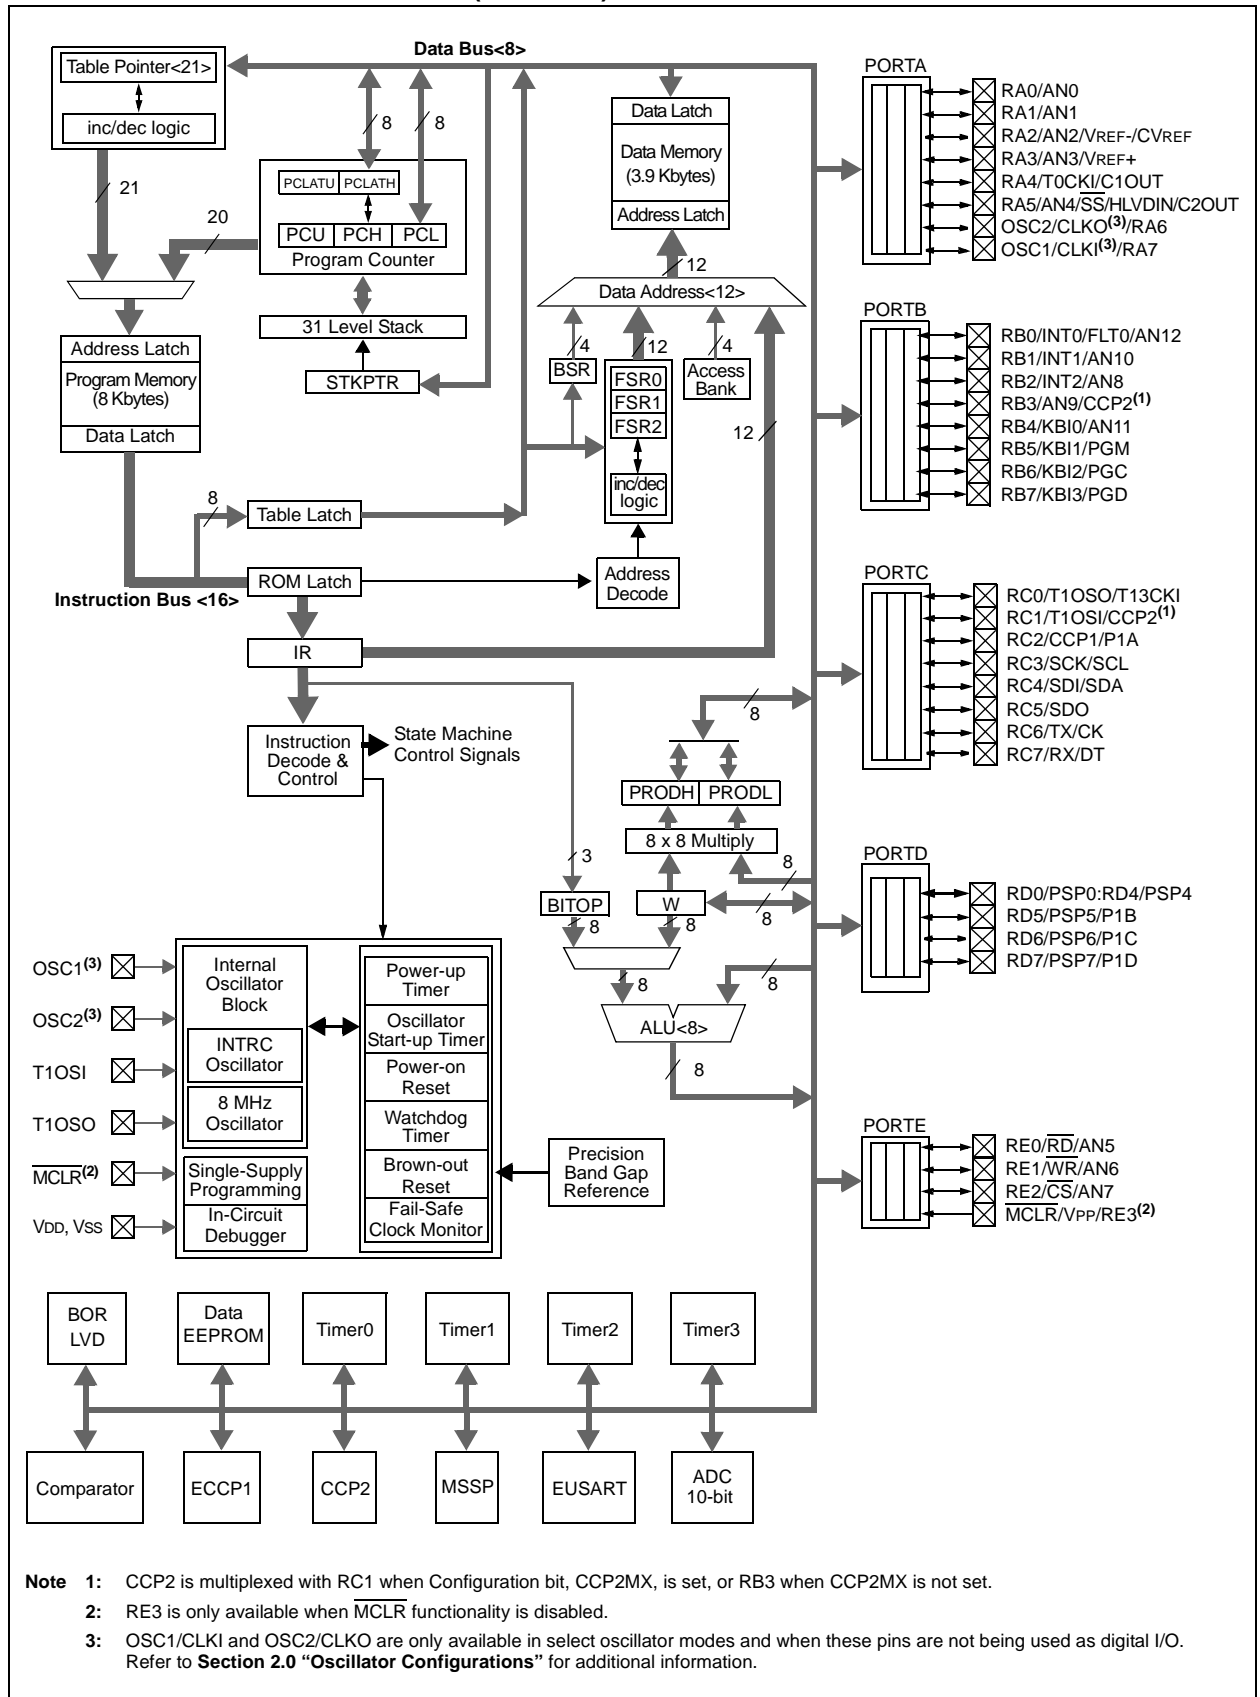 Data Bus<8>
Table Pointer<21>
inc/dec logic
21
20
8
8
PCLATU PCLATH
PCU PCH PCL
Program Counter
31 Level Stack
STKPTR
Address Latch
Program Memory
(8 Kbytes)
Data Latch
8
Table Latch
ROM Latch
Instruction Bus <16>
IR
Instruction
Decode &
Control
State Machine
Control Signals
Data Latch
Data Memory
(3.9 Kbytes)
Address Latch
12
Data Address<12>
4
12
4
BSR
FSR0
FSR1
FSR2
inc/dec
logic
Access
Bank
12
Address
Decode
8
PRODH PRODL
8 x 8 Multiply
3
8
BITOP
W
8
8
8
8
8
ALU<8>
8
OSC1(3)
OSC2(3)
T1OSI
T1OSO
MCLR(2)
VDD, VSS
Internal
Oscillator
Block
INTRC
Oscillator
8 MHz
Oscillator
Single-Supply
Programming
In-Circuit
Debugger
Power-up
Timer
Oscillator
Start-up Timer
Power-on
Reset
Watchdog
Timer
Brown-out
Reset
Fail-Safe
Clock Monitor
Precision
Band Gap
Reference
PORTA
RA0/AN0
RA1/AN1
RA2/AN2/VREF-/CVREF
RA3/AN3/VREF+
RA4/T0CKI/C1OUT
RA5/AN4/SS/HLVDIN/C2OUT
OSC2/CLKO(3)/RA6
OSC1/CLKI(3)/RA7
PORTB
RB0/INT0/FLT0/AN12
RB1/INT1/AN10
RB2/INT2/AN8
RB3/AN9/CCP2(1)
RB4/KBI0/AN11
RB5/KBI1/PGM
RB6/KBI2/PGC
RB7/KBI3/PGD
PORTC
RC0/T1OSO/T13CKI
RC1/T1OSI/CCP2(1)
RC2/CCP1/P1A
RC3/SCK/SCL
RC4/SDI/SDA
RC5/SDO
RC6/TX/CK
RC7/RX/DT
PORTD
RD0/PSP0:RD4/PSP4
RD5/PSP5/P1B
RD6/PSP6/P1C
RD7/PSP7/P1D
PORTE
RE0/RD/AN5
RE1/WR/AN6
RE2/CS/AN7
MCLR/VPP/RE3(2)
BOR
LVD
Data
EEPROM
Timer0
Timer1
Timer2
Timer3
Comparator
ECCP1
CCP2
MSSP
EUSART
ADC
10-bit
Note 1: CCP2 is multiplexed with RC1 when Configuration bit, CCP2MX, is set, or RB3 when CCP2MX is not set.
2: RE3 is only available when MCLR functionality is disabled.
3: OSC1/CLKI and OSC2/CLKO are only available in select oscillator modes and when these pins are not being used as digital I/O.
Refer to Section 2.0 “Oscillator Configurations” for additional information.